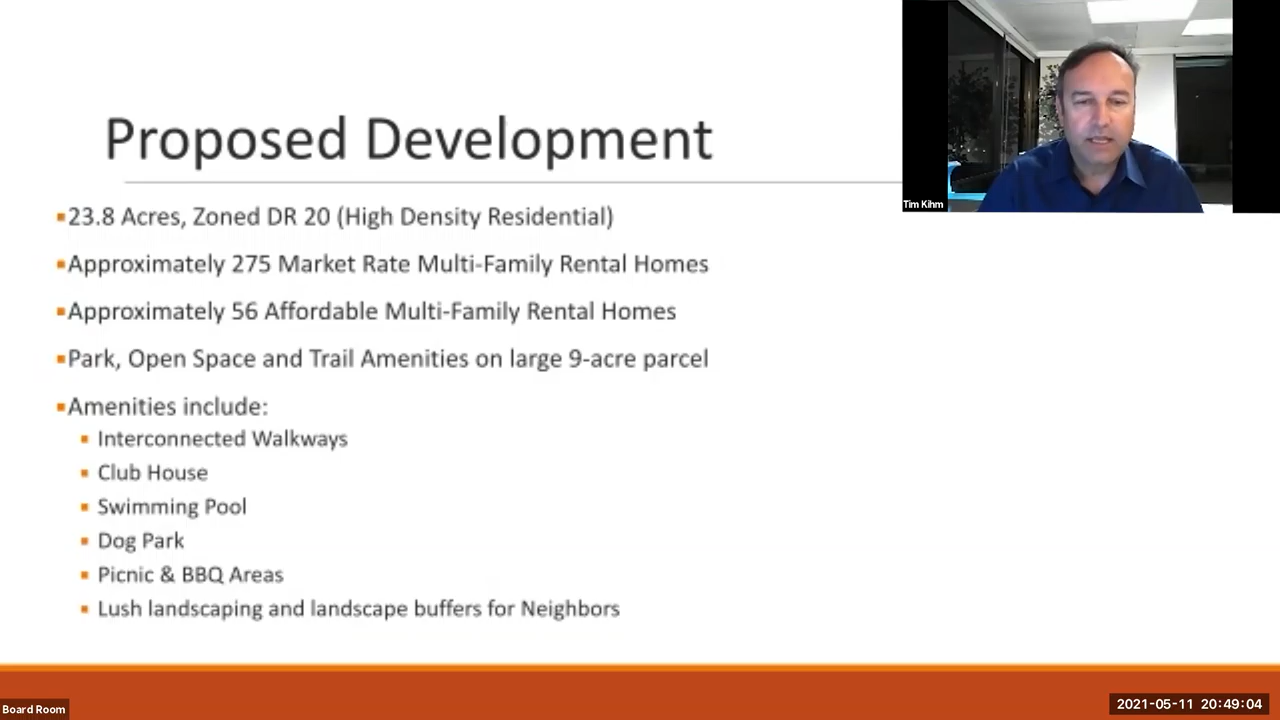 Proposed Development
Tim Kihm
23.8 Acres, Zoned DR 20 (High Density Residential)
Approximately 275 Market Rate Multi-Family Rental Homes
Approximately 56 Affordable Multi-Family Rental Homes
Park, Open Space and Trail Amenities on large 9-acre parcel
Amenities include:
Interconnected Walkways
Club House
Swimming Pool
Dog Park
Picnic & BBQ Areas
Lush landscaping and landscape buffers for Neighbors
Board Room
2021-05-11 20:49:04